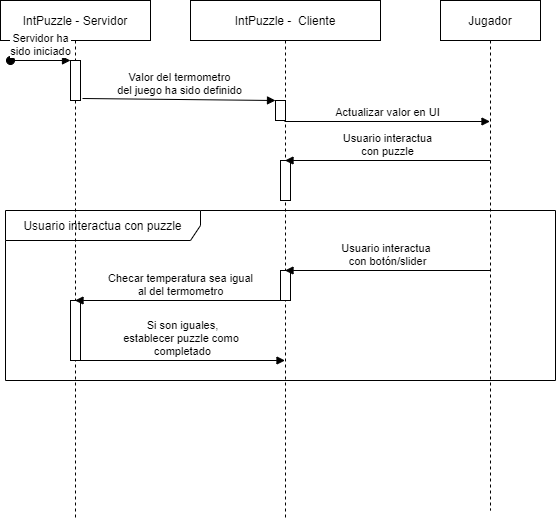 IntPuzzle - Servidor
IntPuzzle -  Cliente
Jugador
Servidor ha
sido iniciado
Valor del termometro
del juego ha sido definido
Actualizar valor en UI
Usuario interactua
con puzzle
Usuario interactua con puzzle
Usuario interactua
con botón/slider
Checar temperatura sea igual
al del termometro
Si son iguales,
establecer puzzle como
completado